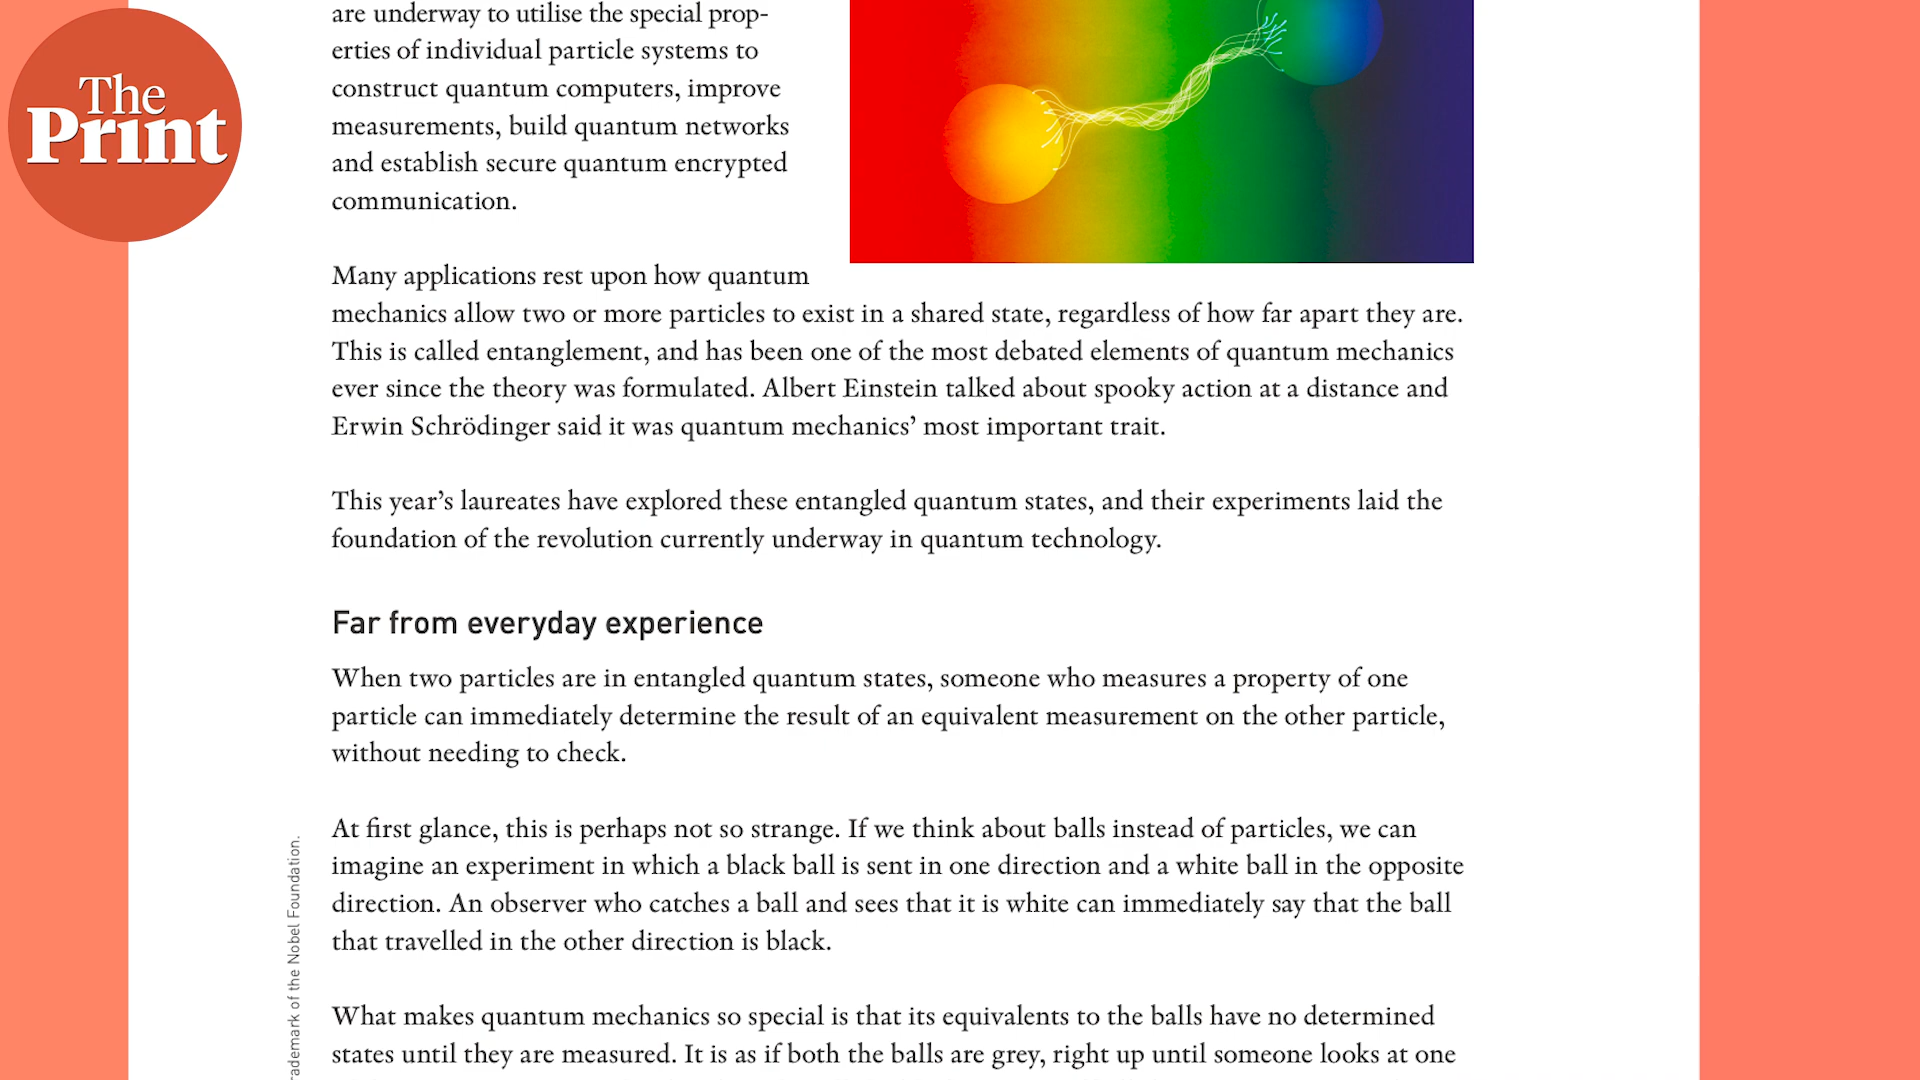 The
Print
are underway to utilise the special prop-
erties of individual particle systems to
construct quantum computers, improve
measurements, build quantum networks
and establish secure quantum encrypted
communication.
Many applications rest upon how quantum
mechanics allow two or more particles to exist in a shared state, regardless of how far apart they are.
This is called entanglement, and has been one of the most debated elements of quantum mechanics
ever since the theory was formulated. Albert Einstein talked about spooky action at a distance and
Erwin Schrödinger said it was quantum mechanics’ most important trait.
This year’s laureates have explored these entangled quantum states, and their experiments laid the
foundation of the revolution currently underway in quantum technology.
Far from everyday experience
When two particles are in entangled quantum states, someone who measures a property of one
particle can immediately determine the result of an equivalent measurement on the other particle,
without needing to check.
At first glance, this is perhaps not so strange. If we think about balls instead of particles, we can
imagine an experiment in which a black ball is sent in one direction and a white ball in the opposite
direction. An observer who catches a ball and sees that it is white can immediately say that the ball
that travelled in the other direction is black.
What makes quantum mechanics so special is that its equivalents to the balls have no determined
states until they are measured. It is as if both the balls are grey, right up until someone looks at one
rademark of the Nobel Foundation.